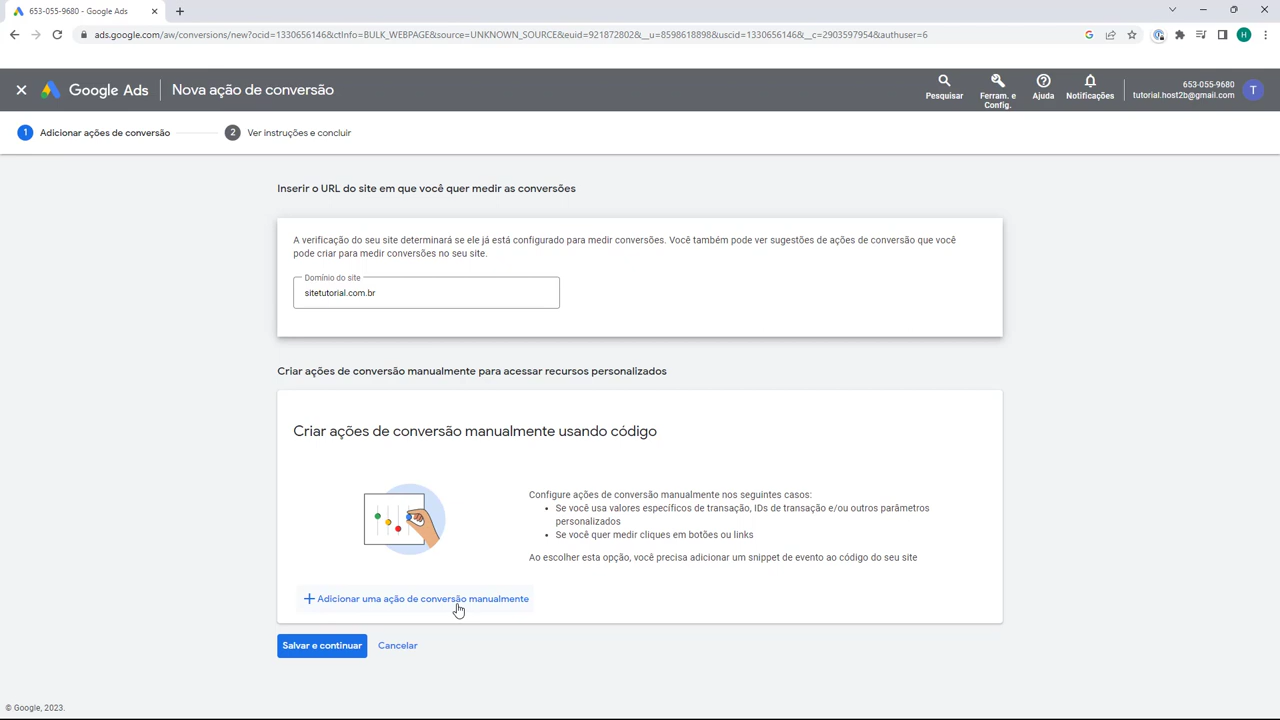 653-055-9680 - Google Ads
ads.google.com/aw/conversions/new?ocid=1330656146&ctInfo=BULK_WEBPAGE&source=UNKNOWN_SOURCE&euid=921872802&__u=8598618898&uscid=1330656146&__c=2903597954&authuser=6
H
Google Ads
Nova ação de conversão
Pesquisar
Ferram. e
Config.
Ajuda
Notificações
653-055-9680
tutorial.host2b@gmail.com
T
1 Adicionar ações de conversão
2 Ver instruções e concluir
Inserir o URL do site em que você quer medir as conversões
A verificação do seu site determinará se ele já está configurado para medir conversões. Você também pode ver sugestões de ações de conversão que você
pode criar para medir conversões no seu site.
Domínio do site
sitetutorial.com.br
Criar ações de conversão manualmente para acessar recursos personalizados
Criar ações de conversão manualmente usando código
Configure ações de conversão manualmente nos seguintes casos:
• Se você usa valores específicos de transação, IDs de transação e/ou outros parâmetros
personalizados
• Se você quer medir cliques em botões ou links
Ao escolher esta opção, você precisa adicionar um snippet de evento ao código do seu site
+ Adicionar uma ação de conversão manualmente
Salvar e continuar
Cancelar
© Google, 2023.